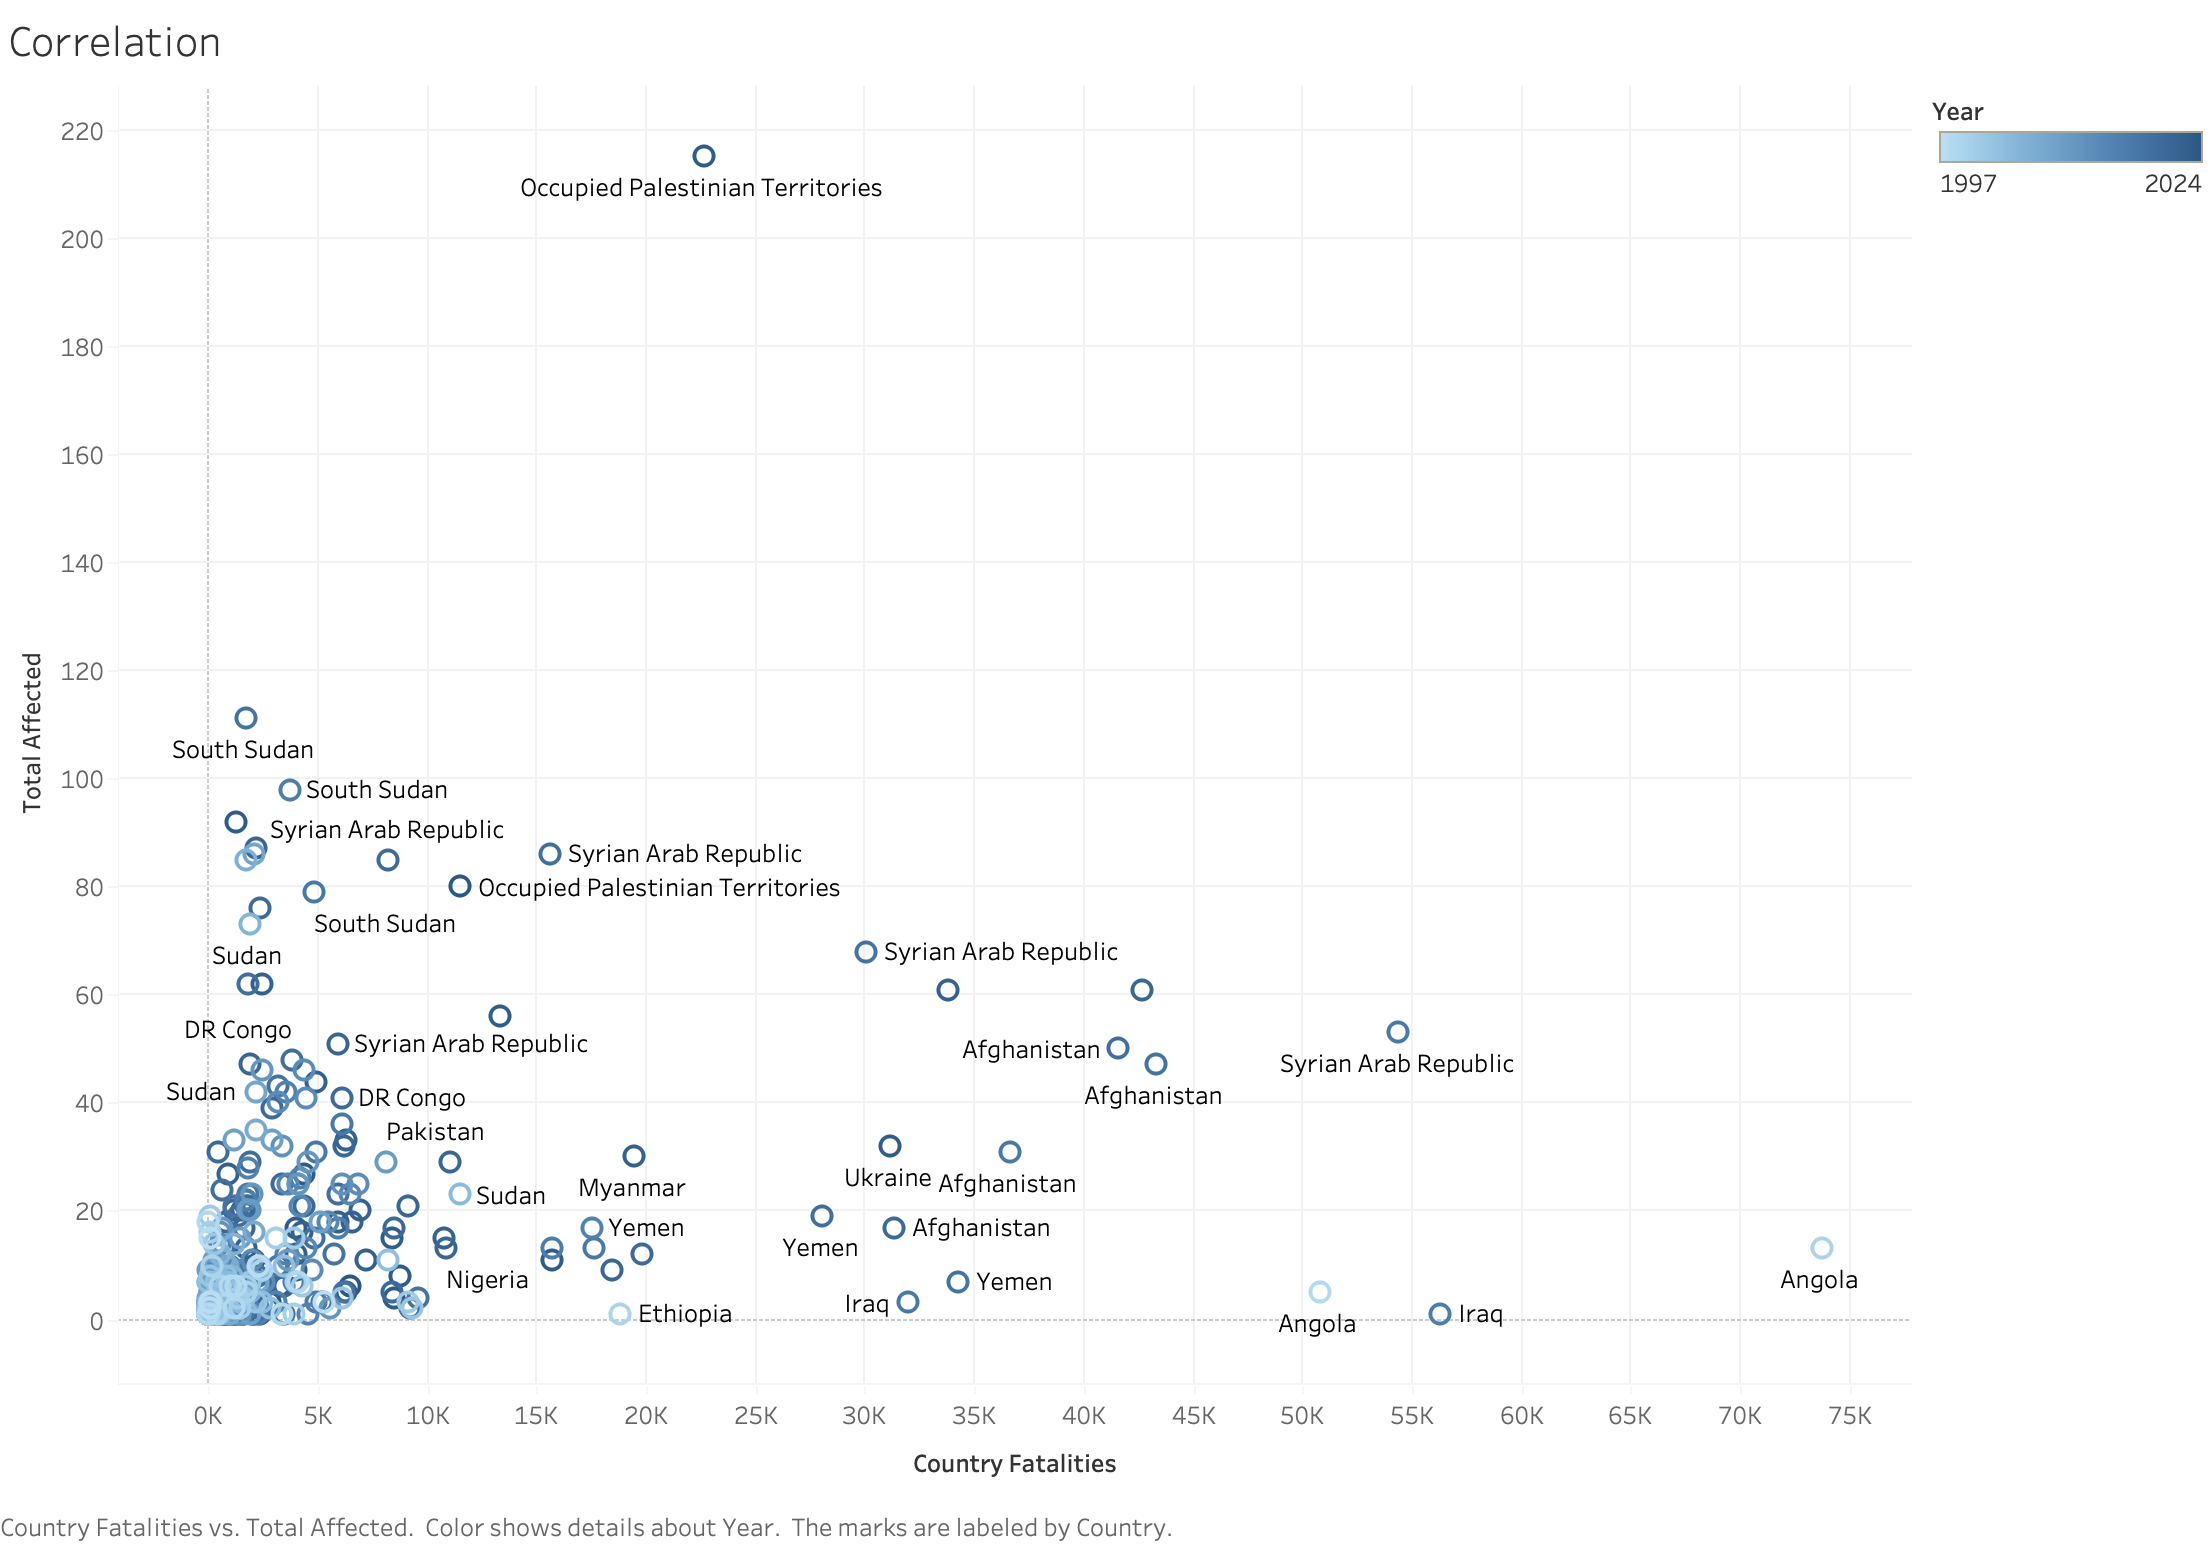 Correlation
Year
1997 2024
220
200
180
160
140
120
100
80
60
40
20
0
Total Affected
Occupied Palestinian Territories
South Sudan
South Sudan
Syrian Arab Republic
Syrian Arab Republic
Occupied Palestinian Territories
South Sudan
Sudan
Syrian Arab Republic
DR Congo
Syrian Arab Republic
Afghanistan
Syrian Arab Republic
Sudan
DR Congo
Afghanistan
Pakistan
Ukraine
Afghanistan
Myanmar
Sudan
Yemen
Afghanistan
Yemen
Nigeria
Yemen
Angola
Iraq
Ethiopia
Angola
Iraq
0K 5K 10K 15K 20K 25K 30K 35K 40K 45K 50K 55K 60K 65K 70K 75K
Country Fatalities
Country Fatalities vs. Total Affected. Color shows details about Year. The marks are labeled by Country.